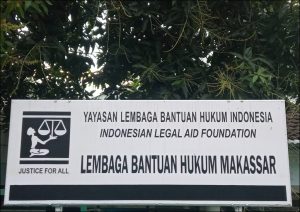 YAYASAN LEMBAGA BANTUAN HUKUM INDONESIA
INDONESIAN LEGAL AID FOUNDATION
LEMBAGA BANTUAN HUKUM MAKASSAR
JUSTICE FOR ALL